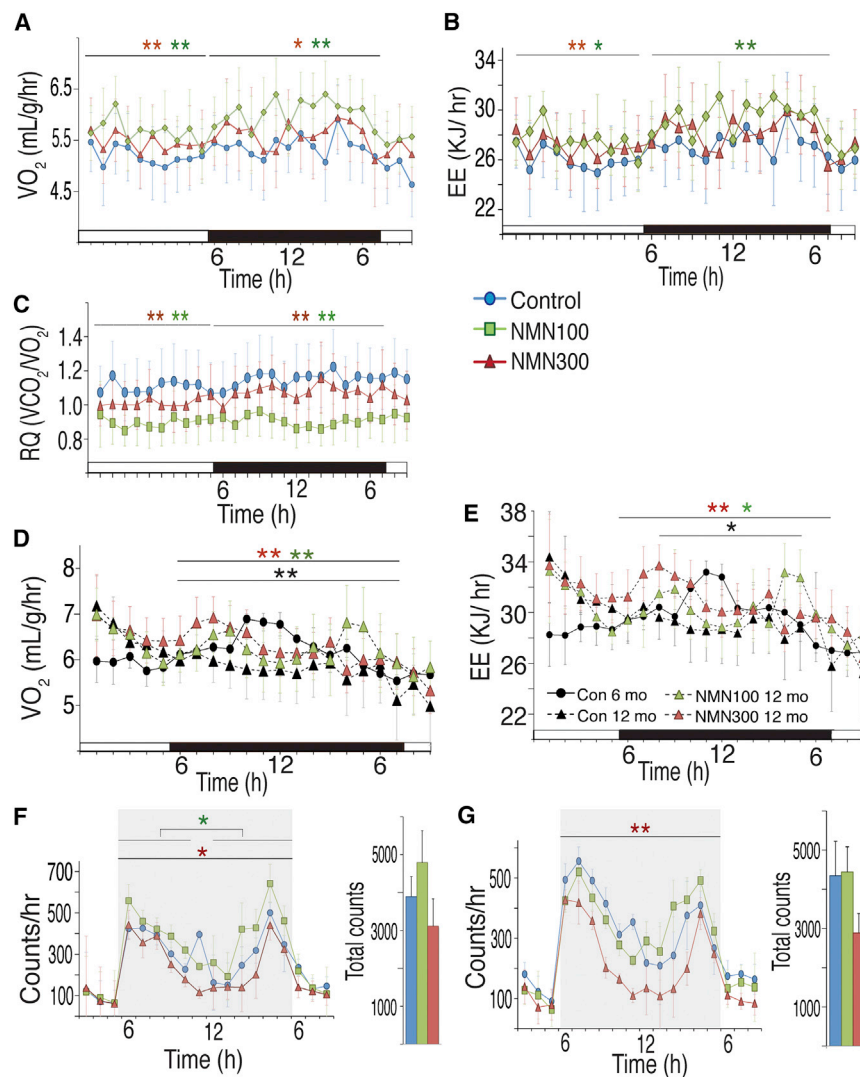 A
** ** * **
VO2 (mL/g/hr)
6.5
5.5
4.5
6 12 6
Time (h)
B
** * **
EE (KJ/ hr)
34
30
26
22
6 12 6
Time (h)
C
** ** ** **
RQ (VCO2/VO2)
1.4
1.2
1.0
0.8
6 12 6
Time (h)
Control
NMN100
NMN300
D
** **
**
VO2 (mL/g/hr)
8
7
6
5
6 12 6
Time (h)
E
** *
*
EE (KJ/ hr)
38
34
30
26
22
Con 6 mo
Con 12 mo
NMN100 12 mo
NMN300 12 mo
6 12 6
Time (h)
F
*
*
Counts/hr
700
500
300
100
6 12 6
Time (h)
Total counts
5000
3000
1000
G
**
Counts/hr
500
300
100
6 12 6
Time (h)
Total counts
5000
3000
1000